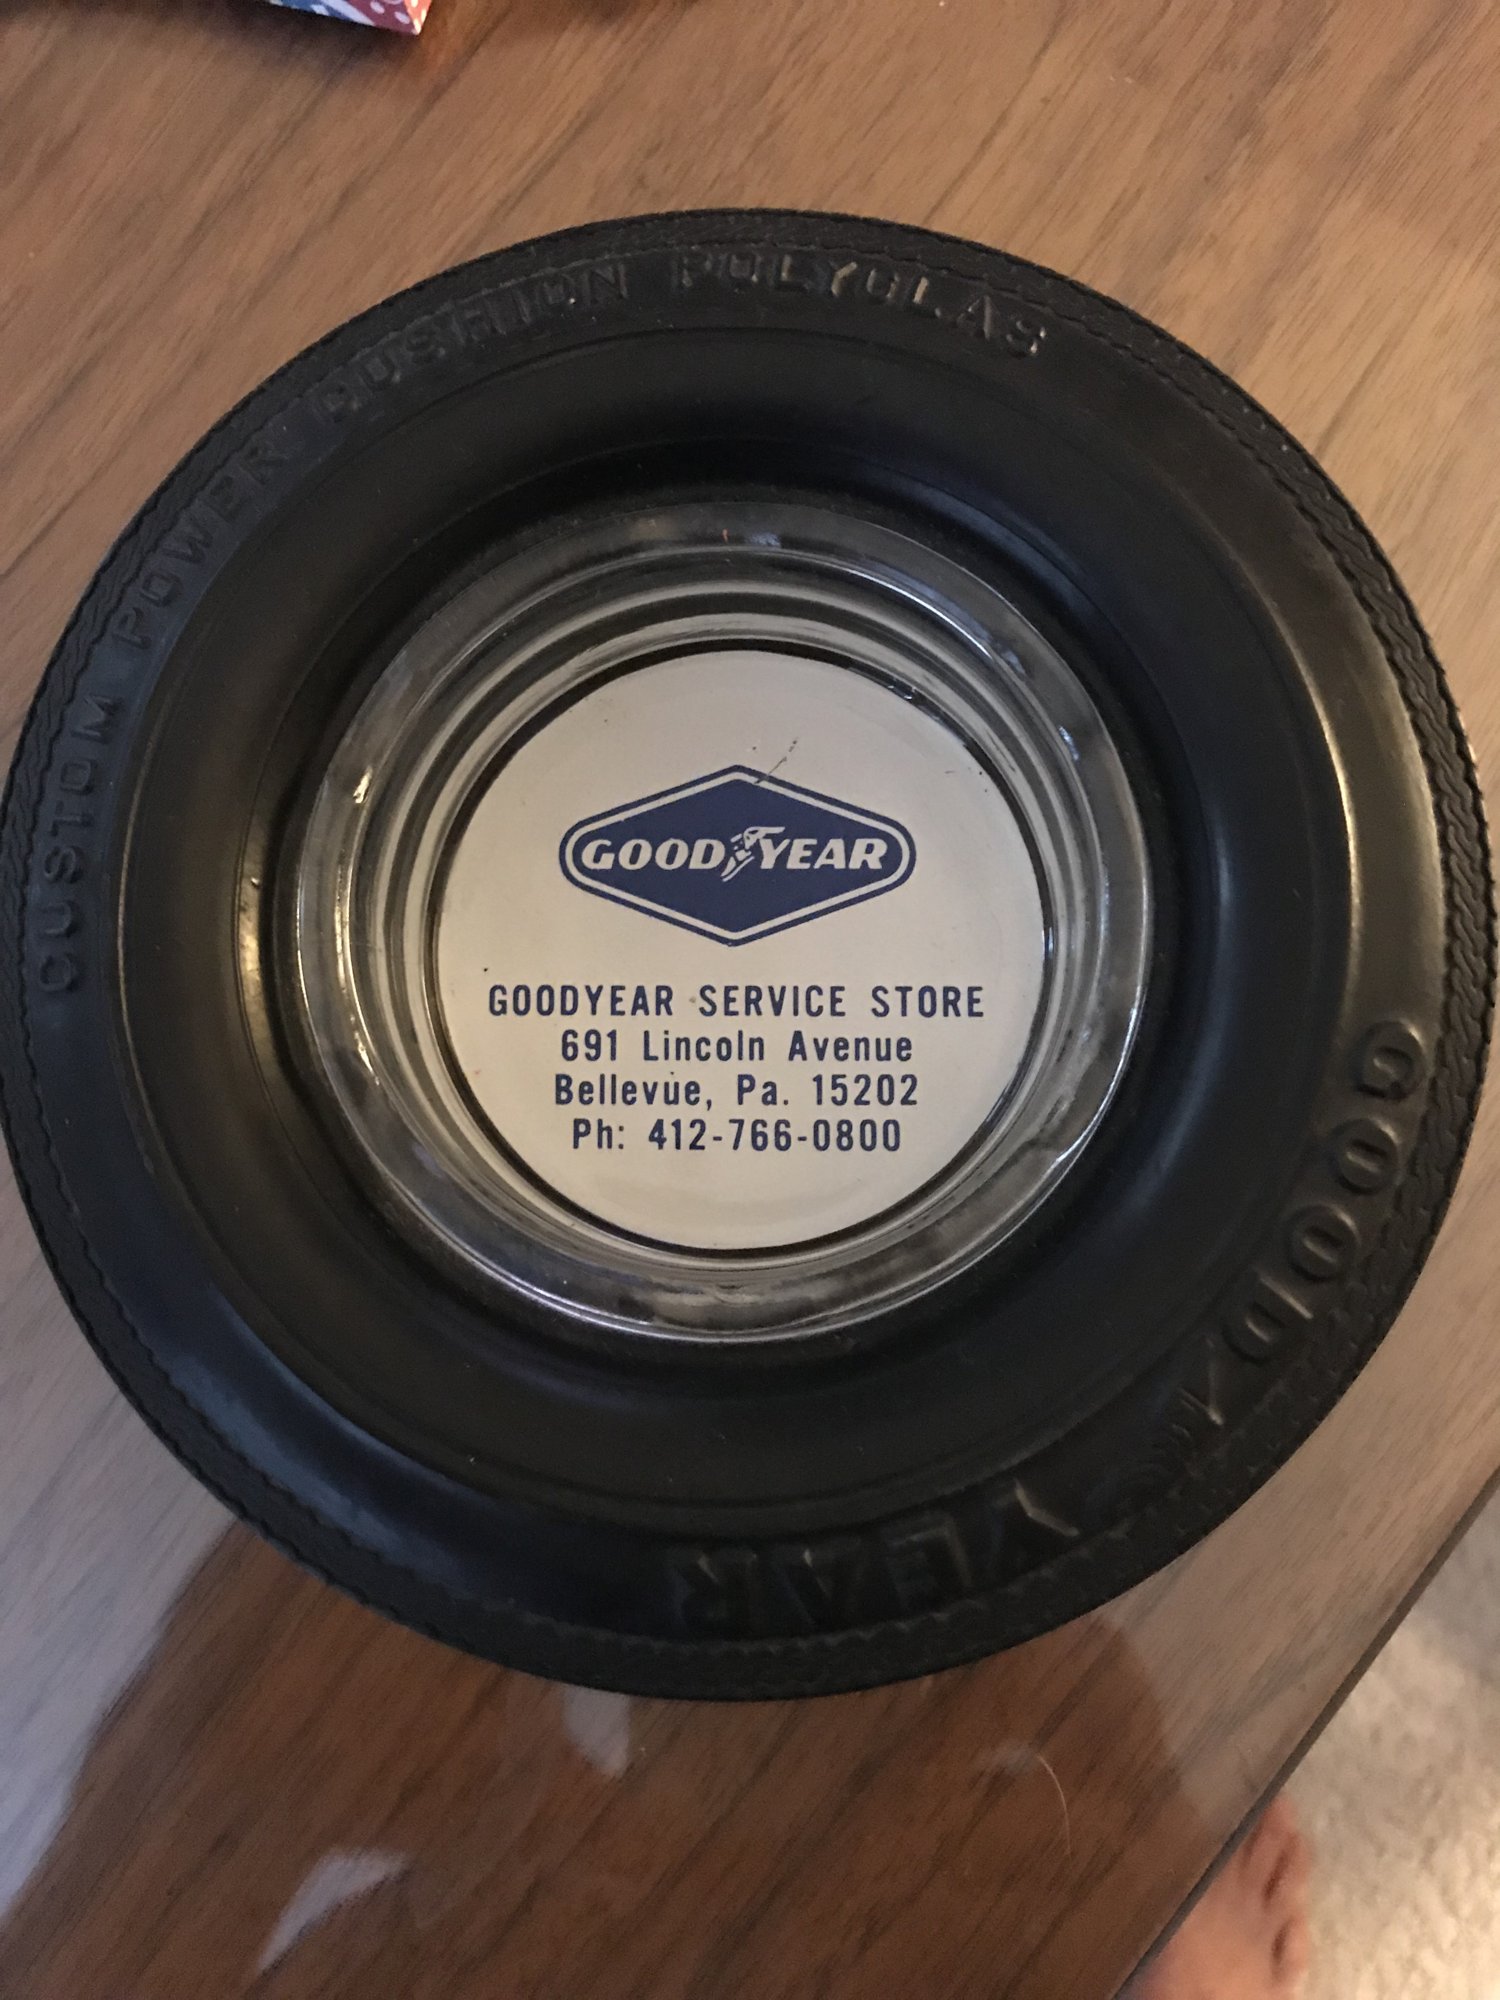 CUSTOM POWER CUSHION POLYGLAS
GOODYEAR
GOODYEAR SERVICE STORE
691 Lincoln Avenue
Bellevue, Pa. 15202
Ph: 412-766-0800
GOODYEAR